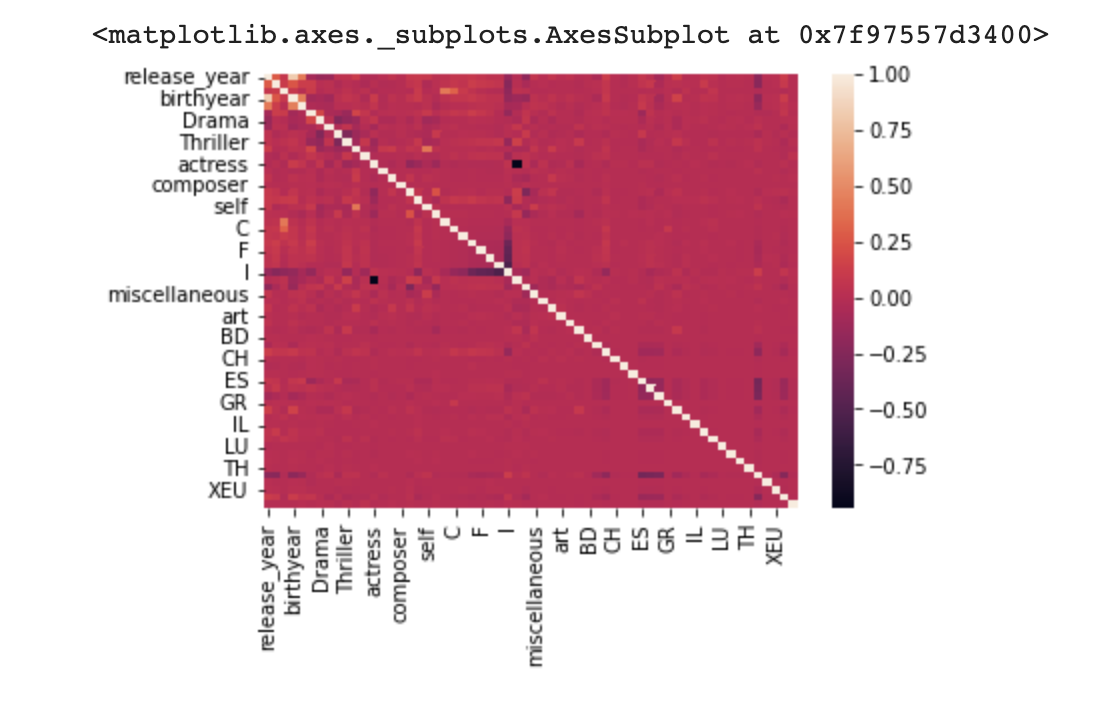 <matplotlib.axes._subplots.AxesSubplot at 0x7f97557d3400>
release_year
birthyear
Drama
Thriller
actress
composer
self
C
F
I
miscellaneous
art
BD
CH
ES
GR
IL
LU
TH
XEU
1.00
0.75
0.50
0.25
0.00
−0.25
−0.50
−0.75
release_year
birthyear
Drama
Thriller
actress
composer
self
C
F
I
miscellaneous
art
BD
CH
ES
GR
IL
LU
TH
XEU